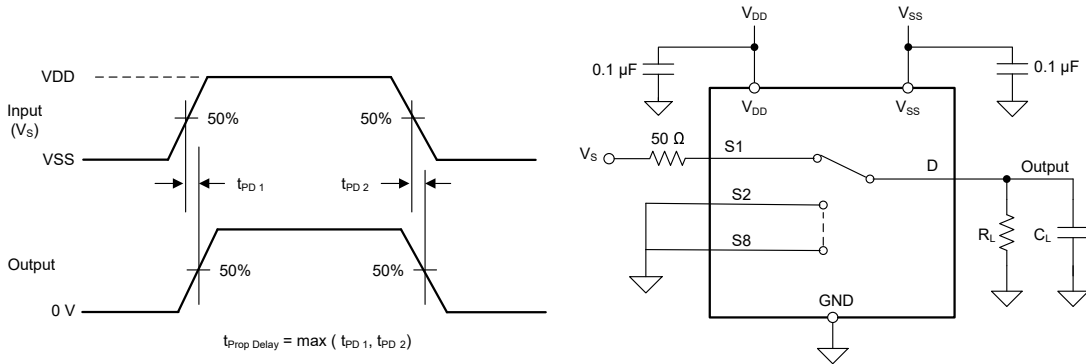 VDD
Input
(VS)
VSS
50%
50%
tPD 1
tPD 2
Output
0 V
50%
50%
tProp Delay = max ( tPD 1, tPD 2)
VDD
VSS
0.1 µF
0.1 µF
VDD
VSS
VS
50 Ω
S1
S2
S8
D
Output
RL
CL
GND